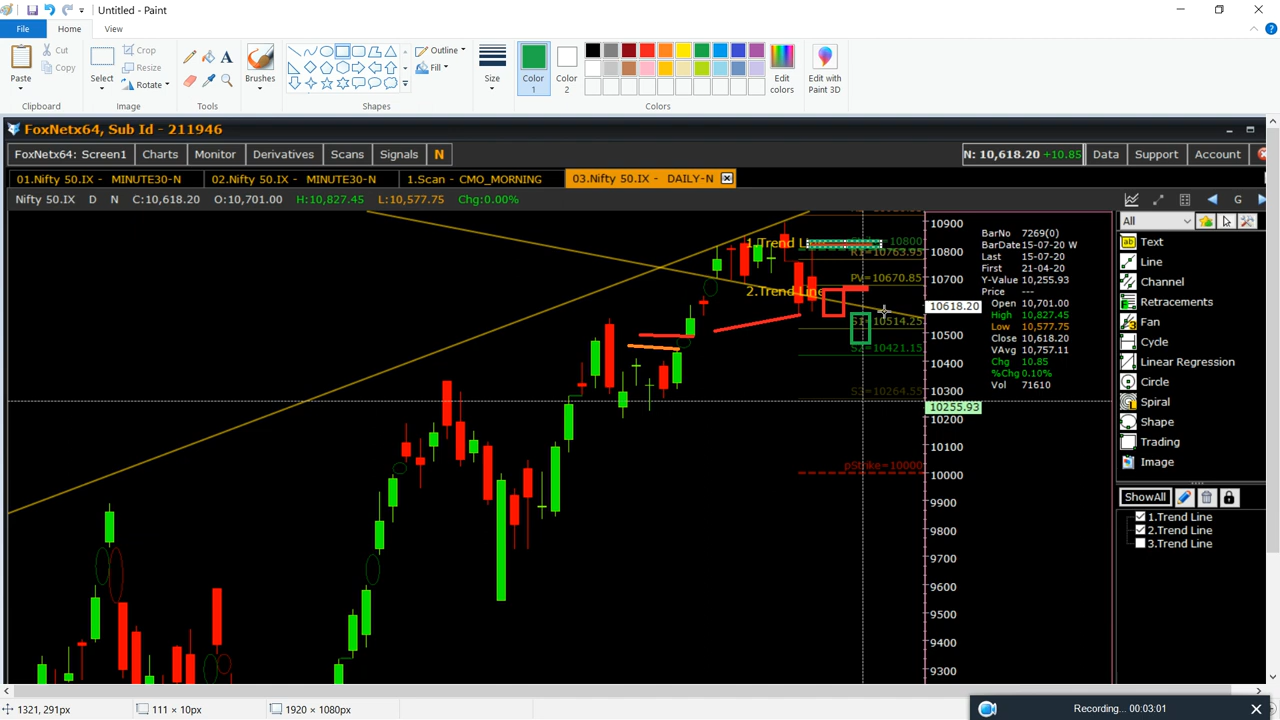 Untitled - Paint
File Home View
Paste
Cut
Copy
Clipboard
Select
Crop
Resize
Rotate
Image
Tools
Brushes
Shapes
Outline
Fill
Size
Color 1
Color 2
Colors
Edit colors
Edit with Paint 3D
FoxNetx64, Sub Id - 211946
FoxNetx64: Screen1 Charts Monitor Derivatives Scans Signals N
N: 10,618.20 +10.85 Data Support Account
01.Nifty 50.IX - MINUTE30-N 02.Nifty 50.IX - MINUTE30-N 1.Scan - CMO_MORNING 03.Nifty 50.IX - DAILY-N
Nifty 50.IX D N C:10,618.20 O:10,701.00 H:10,827.45 L:10,577.75 Chg:0.00%
G
1.Trend L
=10800
R1=10763.95
PV=10670.85
2.Trend Line
S1=10514.25
S2=10421.15
S3=10264.55
pStrike=10000
10900
10800
10700
10618.20
10500
10400
10300
10255.93
10200
10100
10000
9900
9800
9700
9600
9500
9400
9300
BarNo 7269(0)
BarDate 15-07-20 W
Last 15-07-20
First 21-04-20
Y-Value 10,255.93
Price ---
Open 10,701.00
High 10,827.45
Low 10,577.75
Close 10,618.20
VAvg 10,757.11
Chg 10.85
%Chg 0.10%
Vol 71610
All
Text
Line
Channel
Retracements
Fan
Cycle
Linear Regression
Circle
Spiral
Shape
Trading
Image
ShowAll
1.Trend Line
2.Trend Line
3.Trend Line
1321, 291px
111 × 10px
1920 × 1080px
Recording... 00:03:01